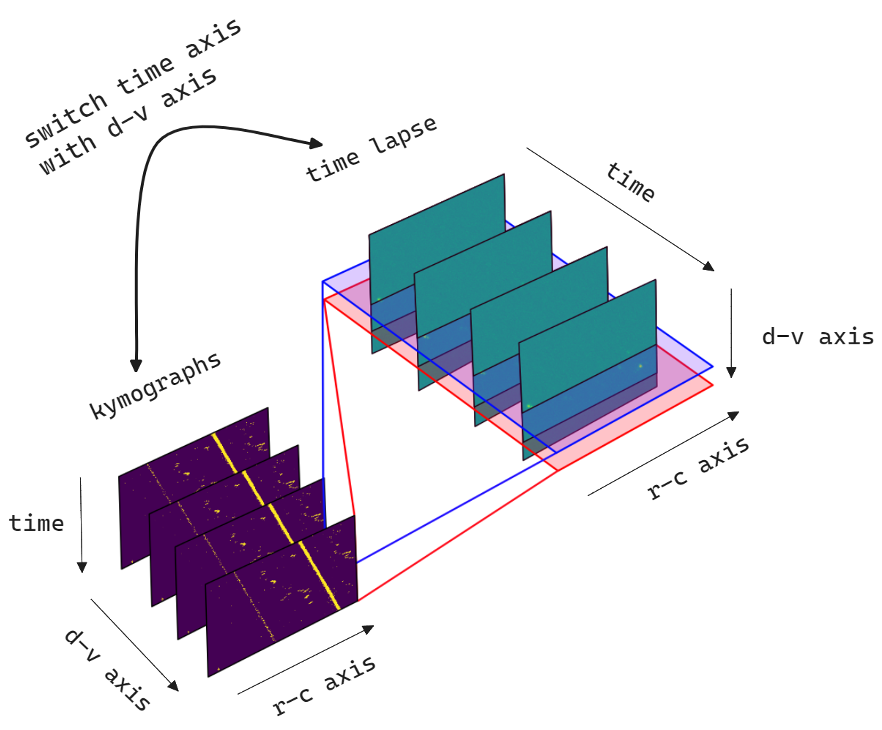 switch time axis
with d-v axis
time lapse
time
d-v axis
r-c axis
kymographs
time
d-v axis
r-c axis